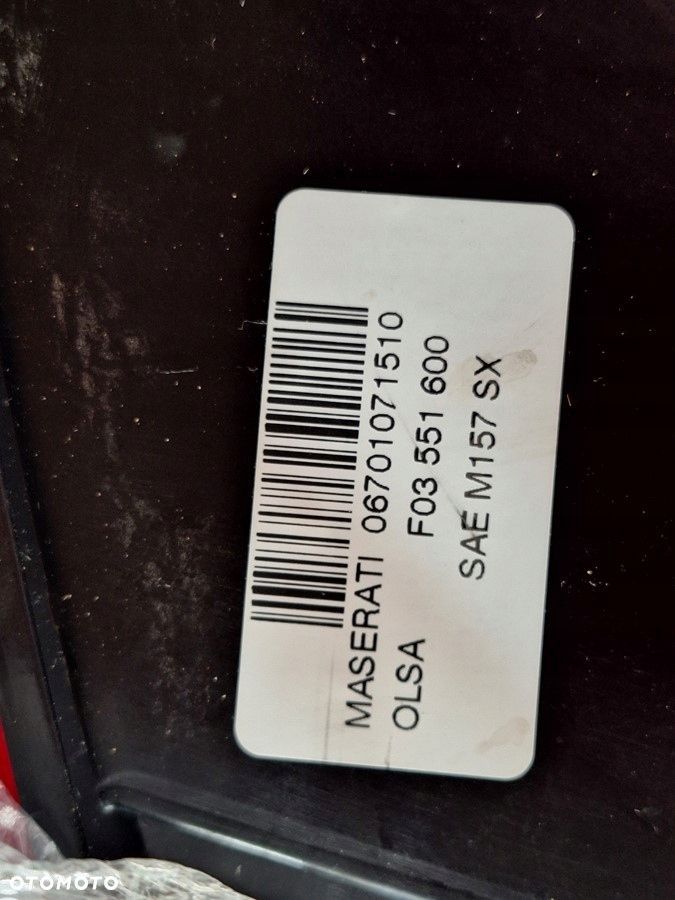 MASERATI 06701071510
OLSA F03 551 600
SAE M157 SX
OTOMOTO